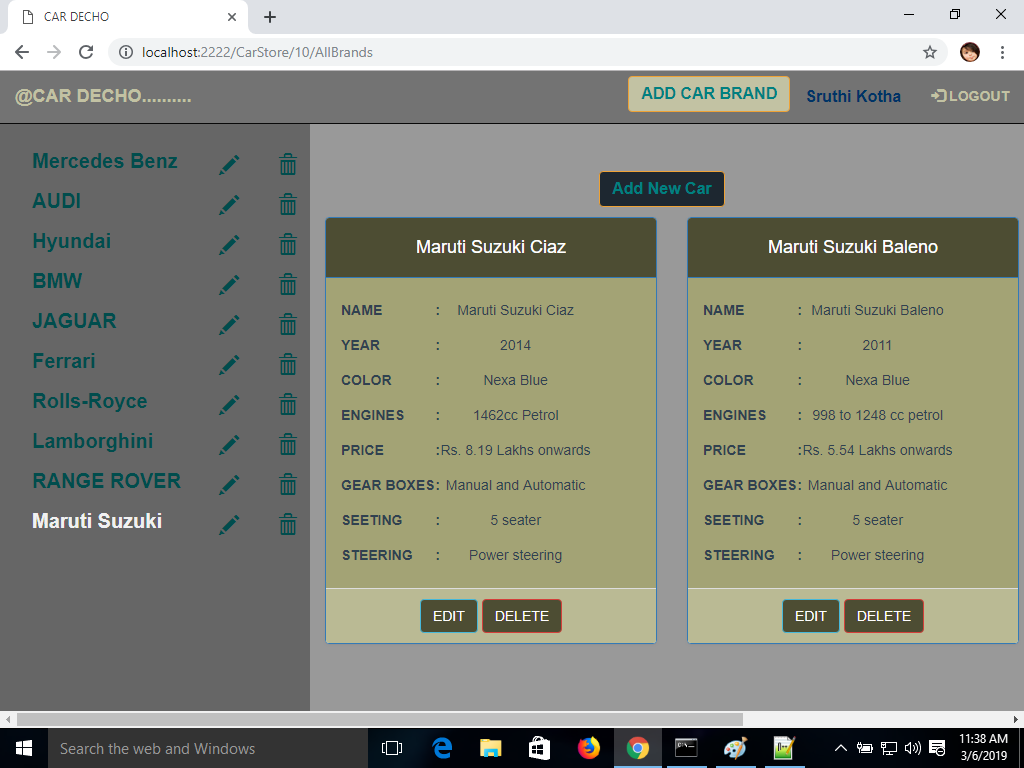 CAR DECHO
localhost:2222/CarStore/10/AllBrands
@CAR DECHO..........
ADD CAR BRAND
Sruthi Kotha
LOGOUT
Mercedes Benz
AUDI
Hyundai
BMW
JAGUAR
Ferrari
Rolls-Royce
Lamborghini
RANGE ROVER
Maruti Suzuki
Add New Car
Maruti Suzuki Ciaz
NAME : Maruti Suzuki Ciaz
YEAR : 2014
COLOR : Nexa Blue
ENGINES : 1462cc Petrol
PRICE :Rs. 8.19 Lakhs onwards
GEAR BOXES: Manual and Automatic
SEETING : 5 seater
STEERING : Power steering
EDIT DELETE
Maruti Suzuki Baleno
NAME : Maruti Suzuki Baleno
YEAR : 2011
COLOR : Nexa Blue
ENGINES : 998 to 1248 cc petrol
PRICE :Rs. 5.54 Lakhs onwards
GEAR BOXES: Manual and Automatic
SEETING : 5 seater
STEERING : Power steering
EDIT DELETE
Search the web and Windows
11:38 AM
3/6/2019